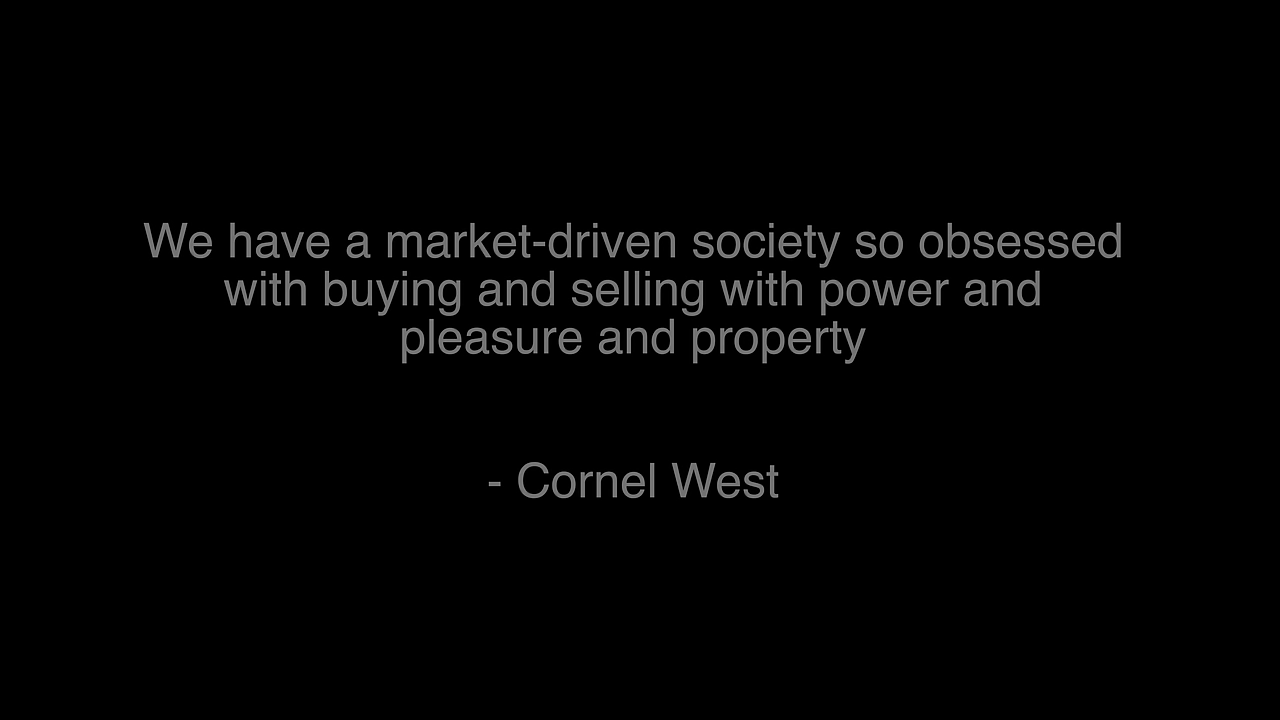 We have a market-driven society so obsessed
with buying and selling with power and
pleasure and property
- Cornel West